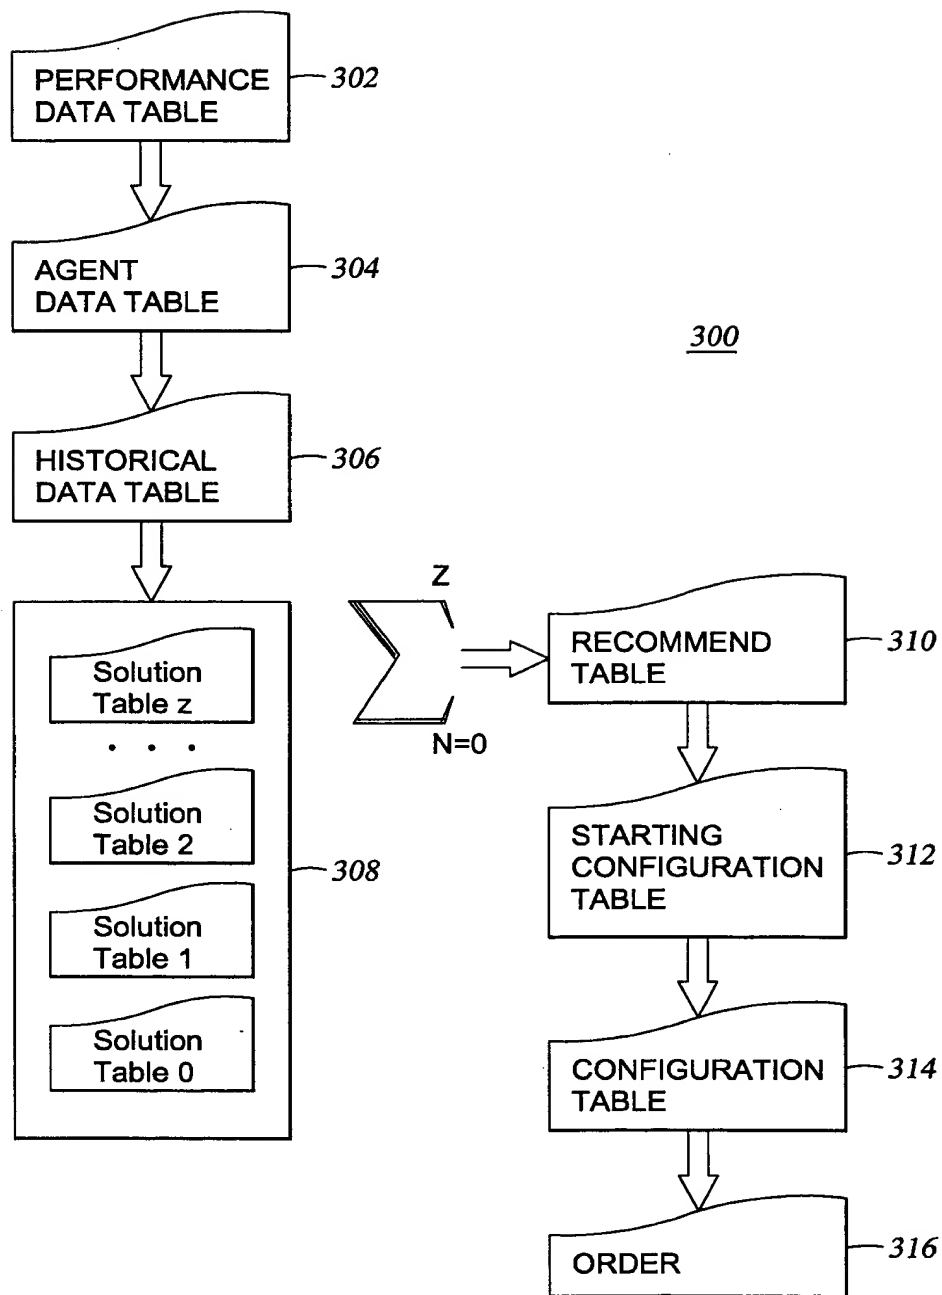 PERFORMANCE
DATA TABLE
302
AGENT
DATA TABLE
304
300
HISTORICAL
DATA TABLE
306
Solution
Table z
. . .
Solution
Table 2
Solution
Table 1
Solution
Table 0
308
Z
N=0
RECOMMEND
TABLE
310
STARTING
CONFIGURATION
TABLE
312
CONFIGURATION
TABLE
314
ORDER
316